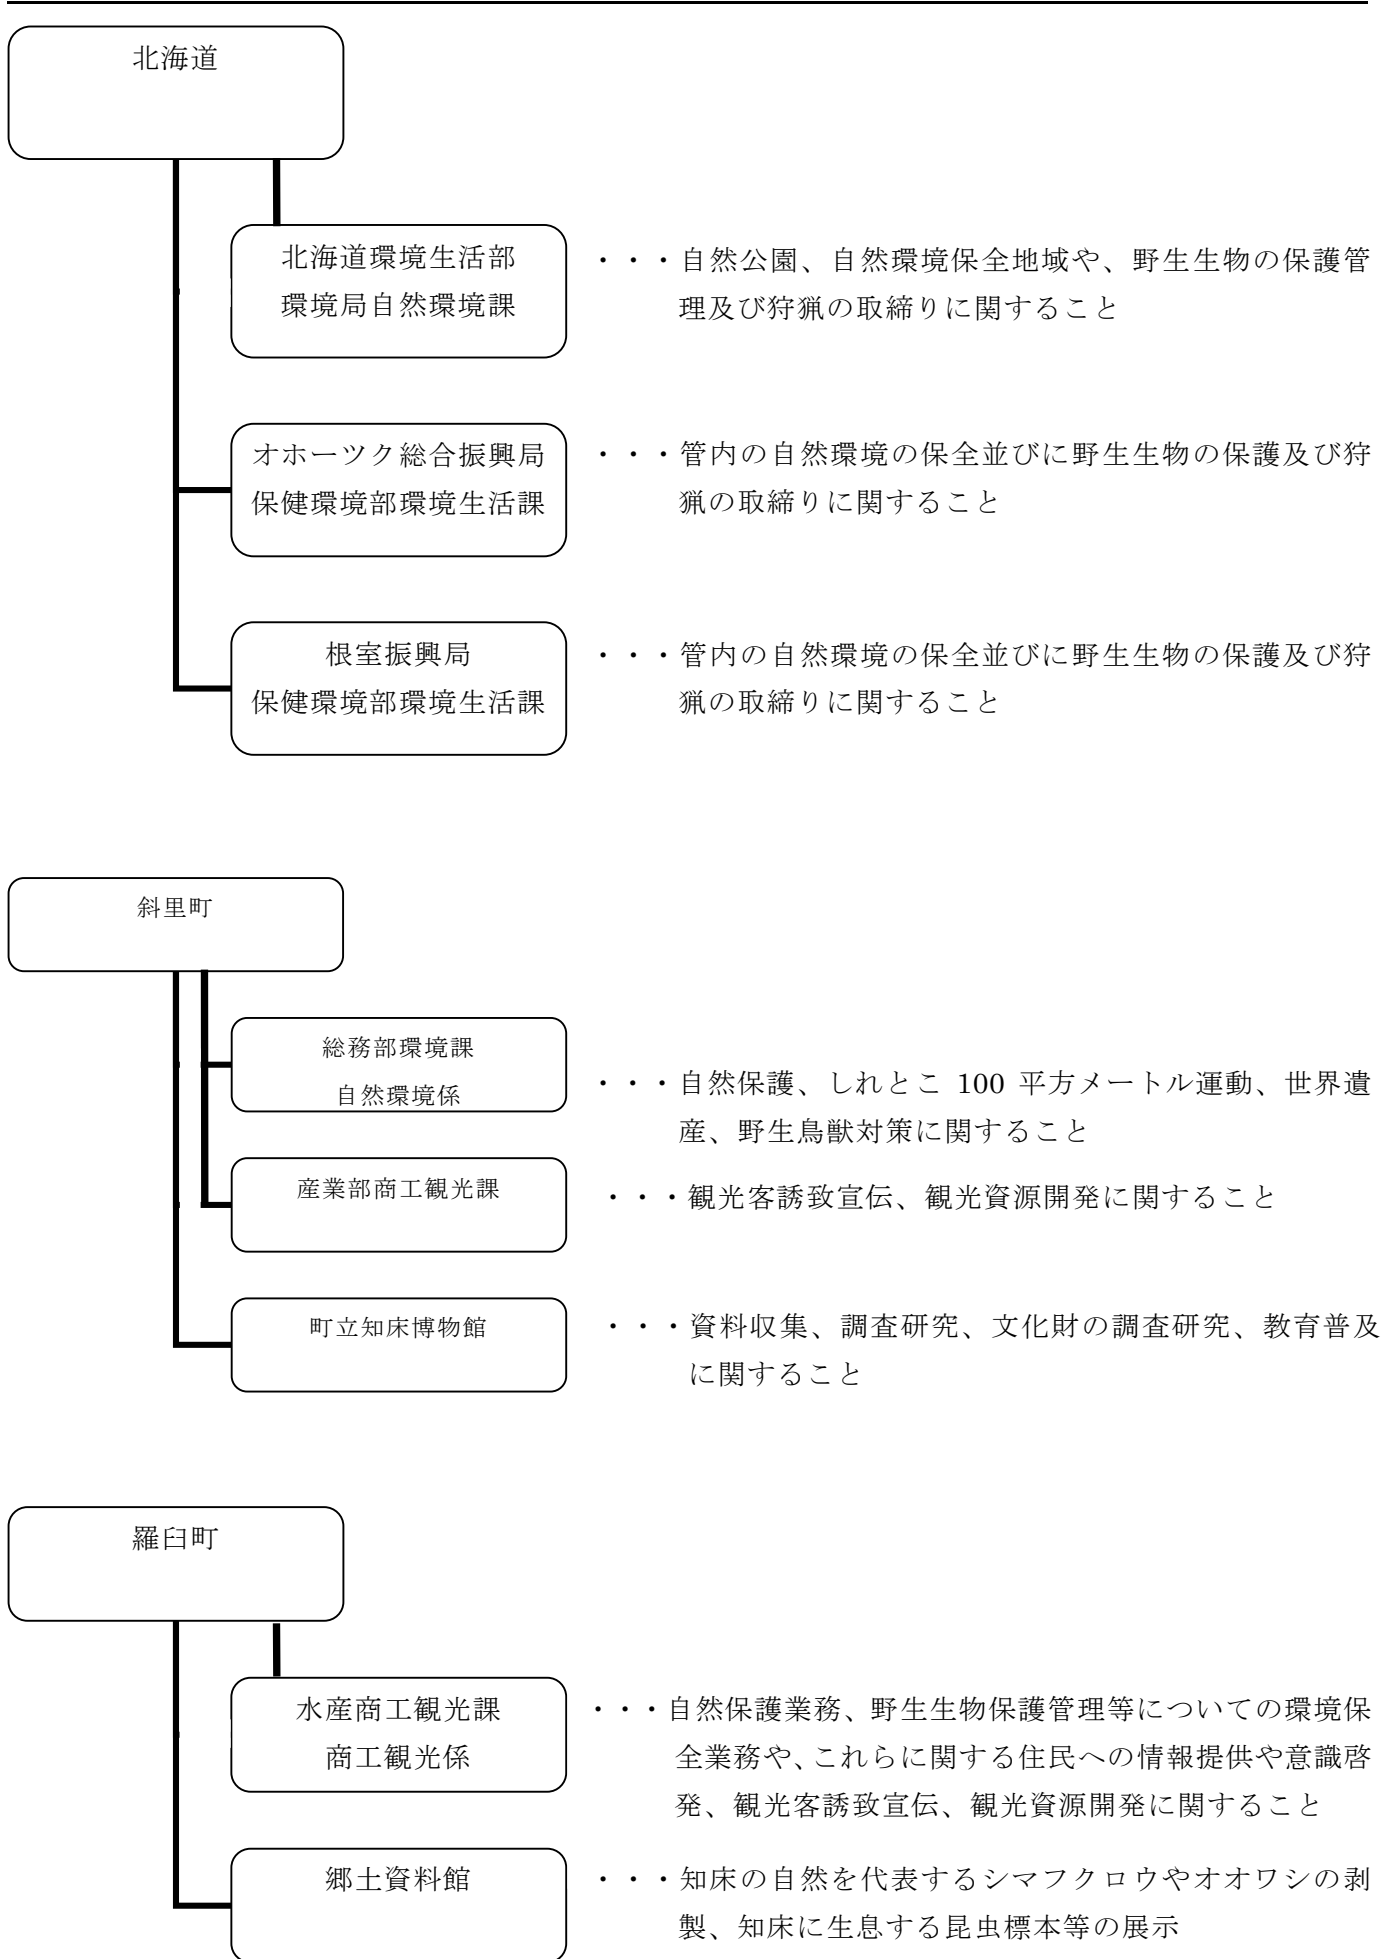 北海道
北海道環境生活部
環境局自然環境課
・・・自然公園、自然環境保全地域や、野生生物の保護管
理及び狩猟の取締りに関すること
オホーツク総合振興局
保健環境部環境生活課
・・・管内の自然環境の保全並びに野生生物の保護及び狩
猟の取締りに関すること
根室振興局
保健環境部環境生活課
・・・管内の自然環境の保全並びに野生生物の保護及び狩
猟の取締りに関すること
斜里町
総務部環境課
自然環境係
・・・自然保護、しれとこ 100 平方メートル運動、世界遺
産、野生鳥獣対策に関すること
産業部商工観光課
・・・観光客誘致宣伝、観光資源開発に関すること
町立知床博物館
・・・資料収集、調査研究、文化財の調査研究、教育普及
に関すること
羅臼町
水産商工観光課
商工観光係
・・・自然保護業務、野生生物保護管理等についての環境保
全業務や、これらに関する住民への情報提供や意識啓
発、観光客誘致宣伝、観光資源開発に関すること
郷土資料館
・・・知床の自然を代表するシマフクロウやオオワシの剥
製、知床に生息する昆虫標本等の展示